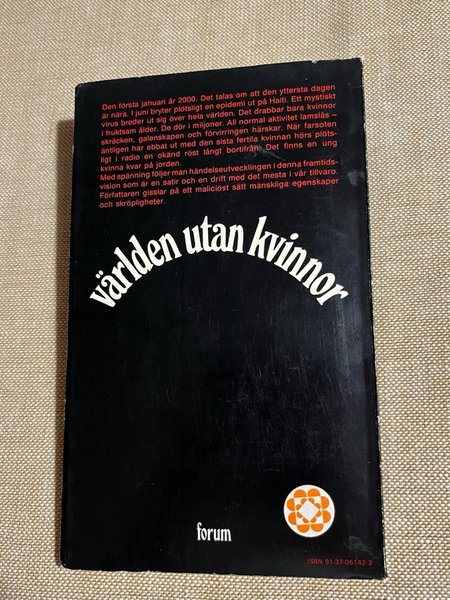 Den första januari år 2000. Det talas om att den yttersta dagen
är nära. I juni bryter plötsligt en epidemi ut på Haiti. Ett mystiskt
virus breder ut sig över hela världen. Det drabbar bara kvinnor
i fruktsam ålder. De dör i miljoner. All normal aktivitet lamslås –
skräcken, galenskapen och förvirringen härskar. När farsoten
äntligen har ebbat ut med den sista fertila kvinnan hörs plöts-
ligt i radio en okänd röst långt bortifrån. Det finns en ung
kvinna kvar på jorden.
Med spänning följer man händelseutvecklingen i denna framtids-
vision som är en satir och en drift med det mesta i vår tillvaro.
Författaren gisslar på ett maliciöst sätt mänskliga egenskaper
och skröpligheter.
världen utan kvinnor
forum
ISBN 91-37-05142-3